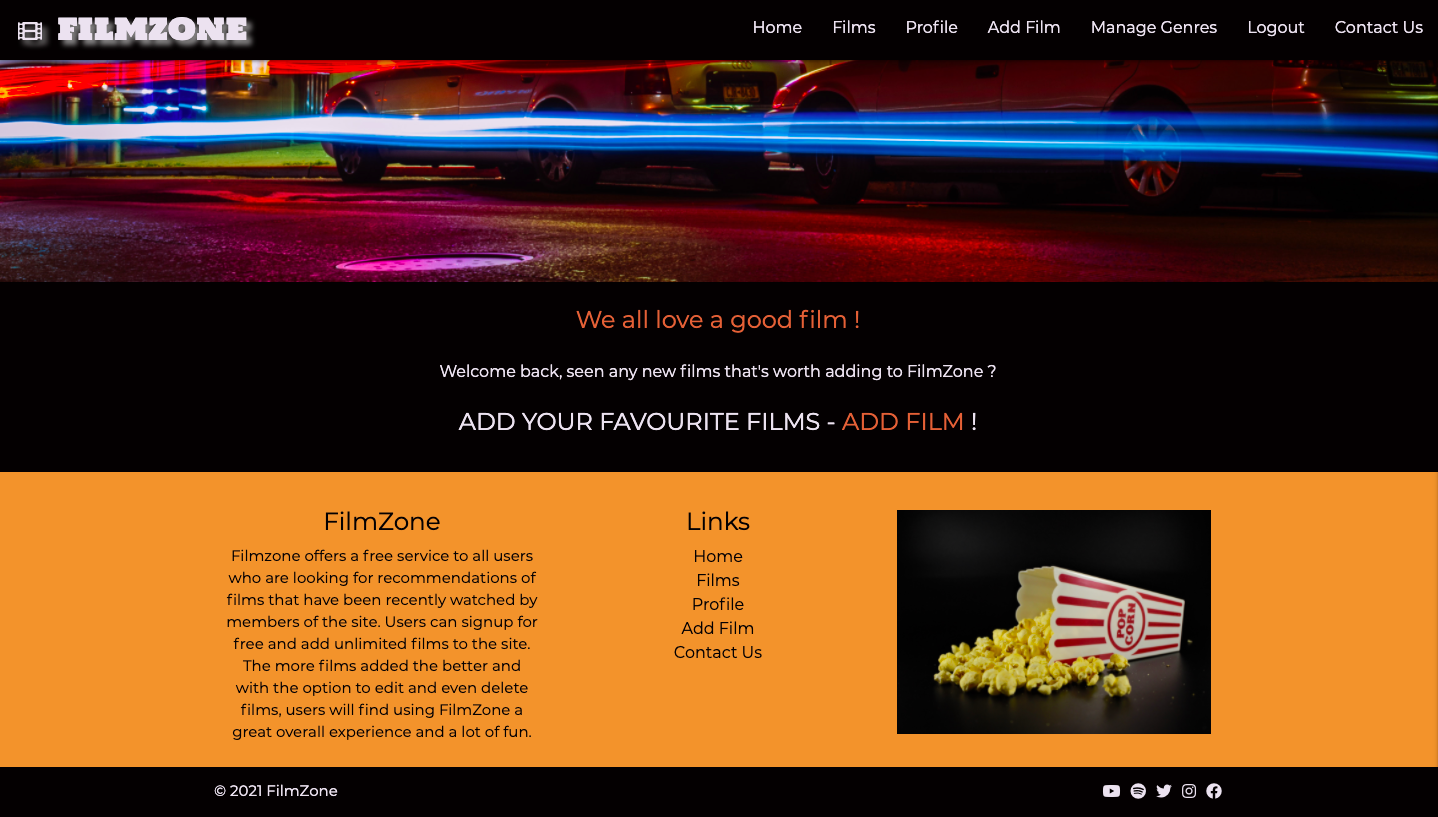 FILMZONE
Home Films Profile Add Film Manage Genres Logout Contact Us
We all love a good film !
Welcome back, seen any new films that's worth adding to FilmZone ?
ADD YOUR FAVOURITE FILMS - ADD FILM !
FilmZone
Filmzone offers a free service to all users
who are looking for recommendations of
films that have been recently watched by
members of the site. Users can signup for
free and add unlimited films to the site.
The more films added the better and
with the option to edit and even delete
films, users will find using FilmZone a
great overall experience and a lot of fun.
Links
Home
Films
Profile
Add Film
Contact Us
POP
CORN
© 2021 FilmZone